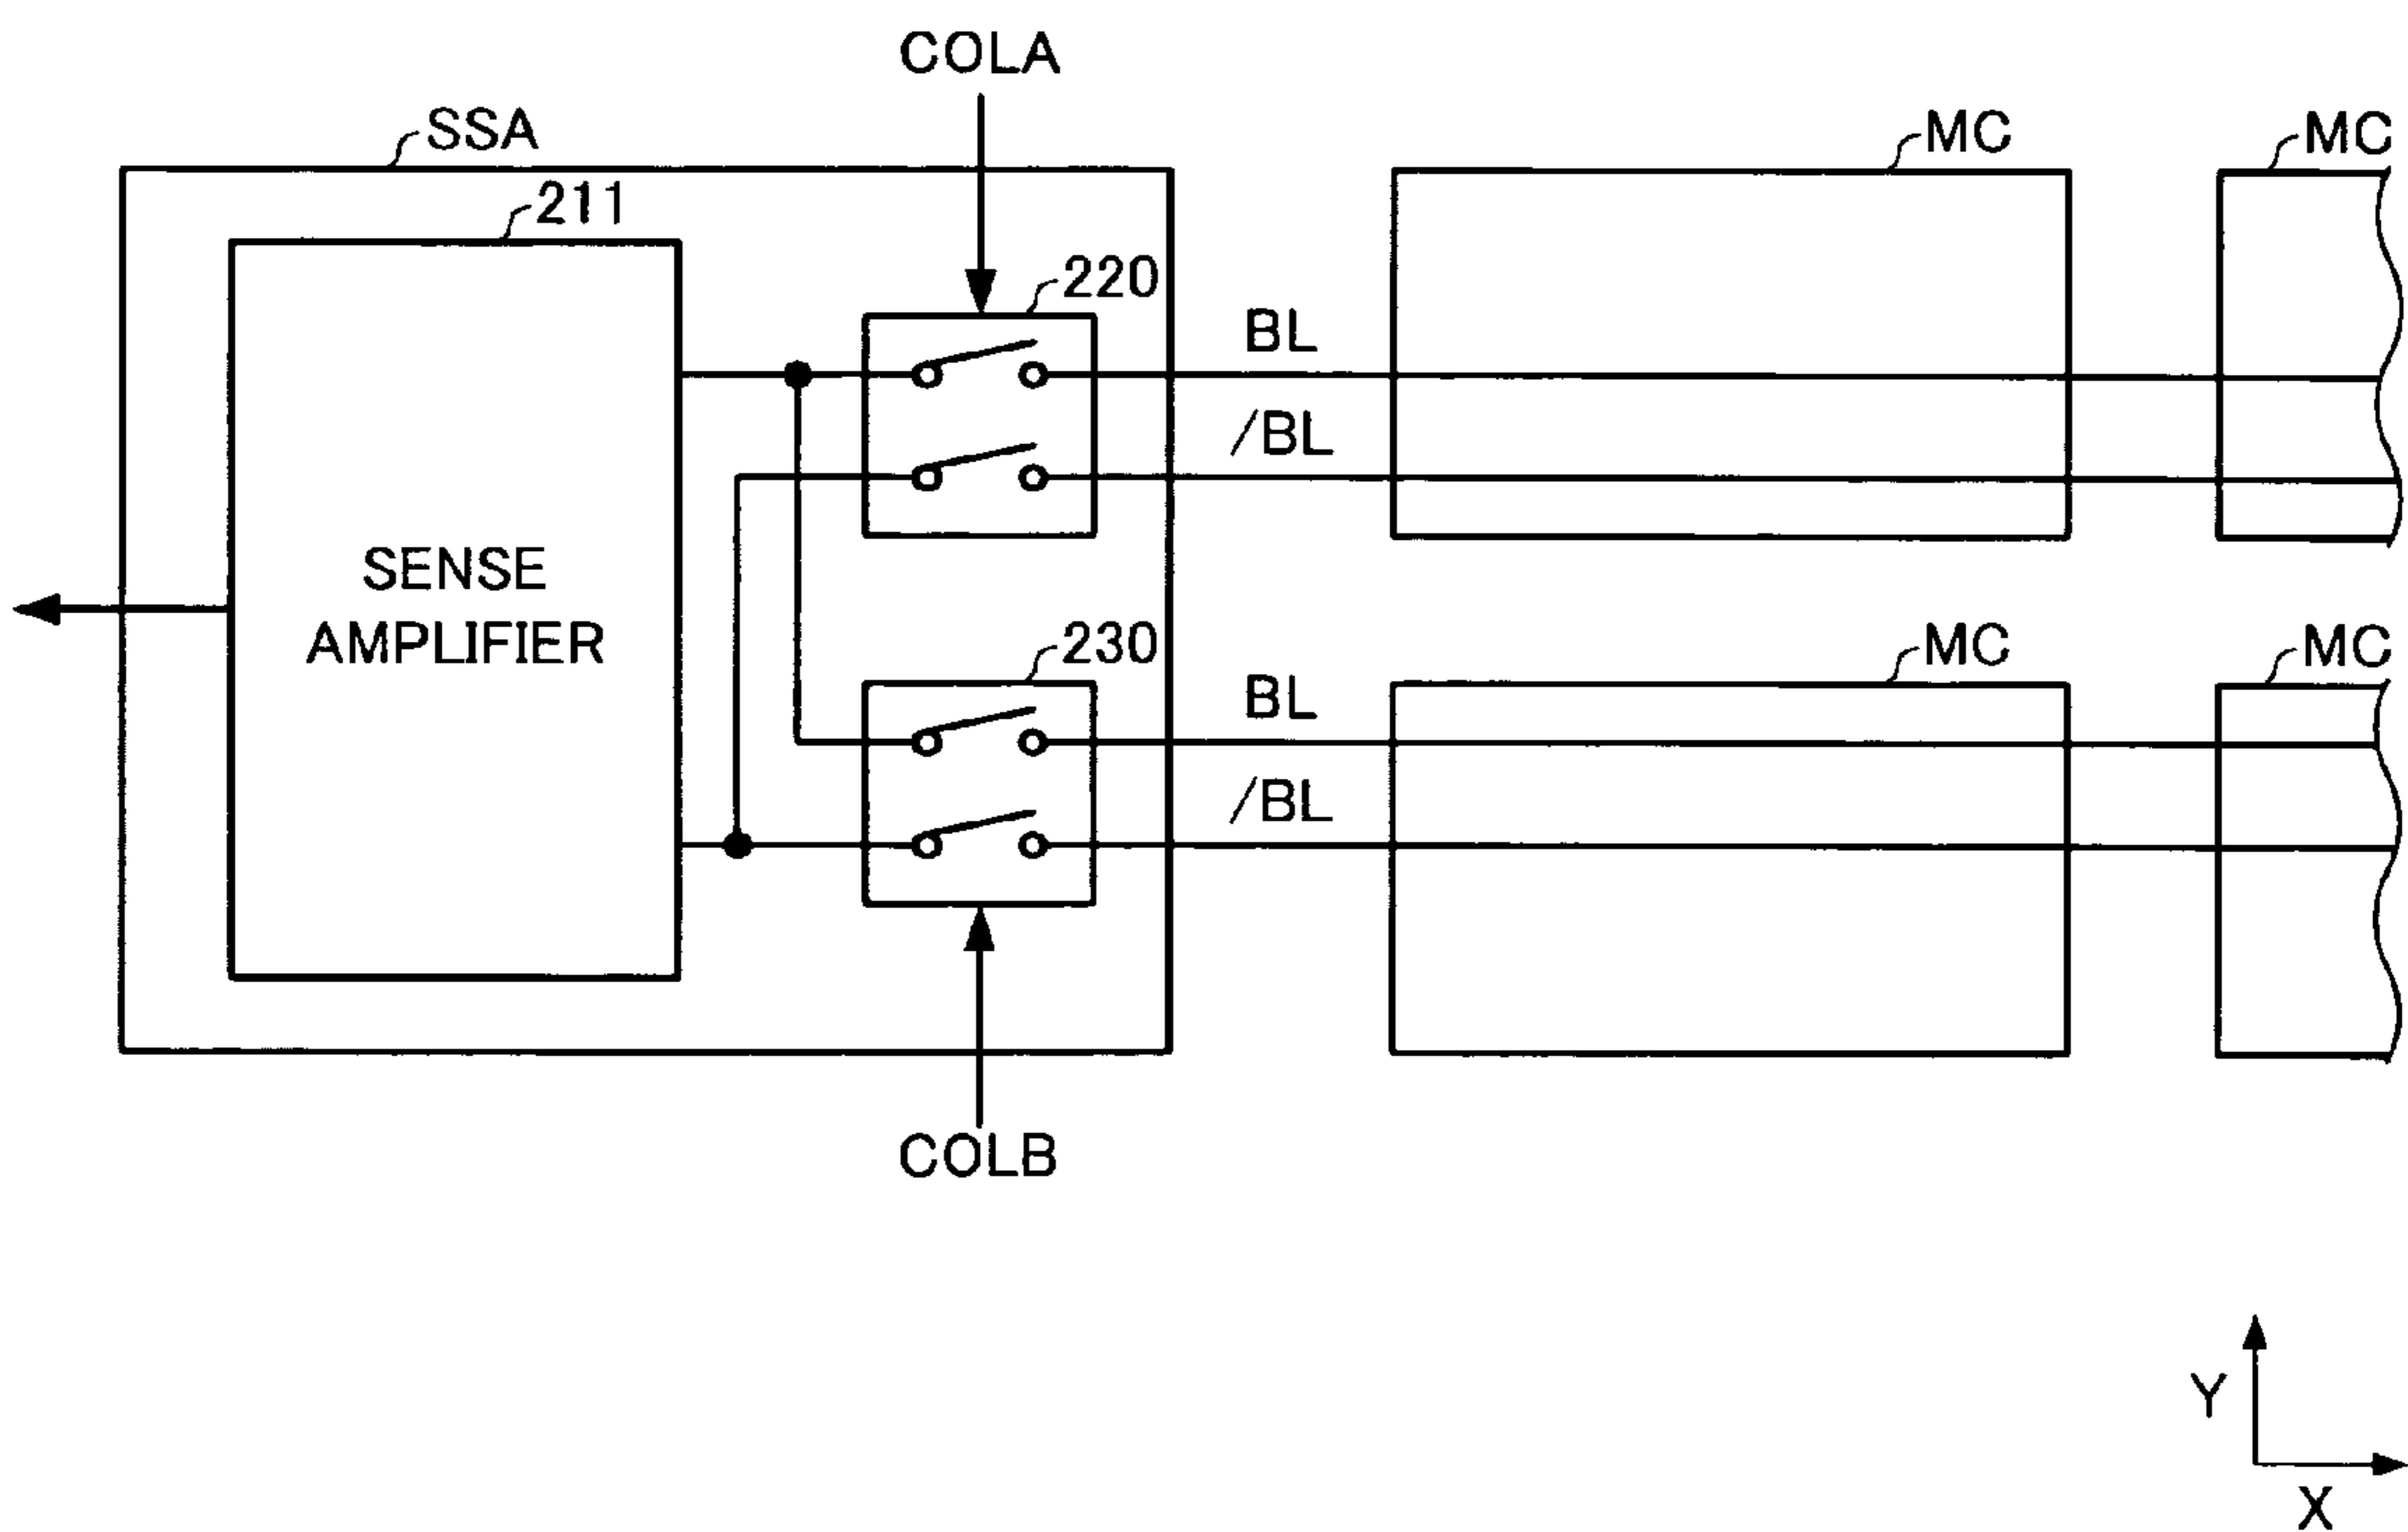 COLA
SSA
MC
MC
211
220
BL
/BL
SENSE
AMPLIFIER
230
MC
MC
BL
/BL
COLB
Y
X